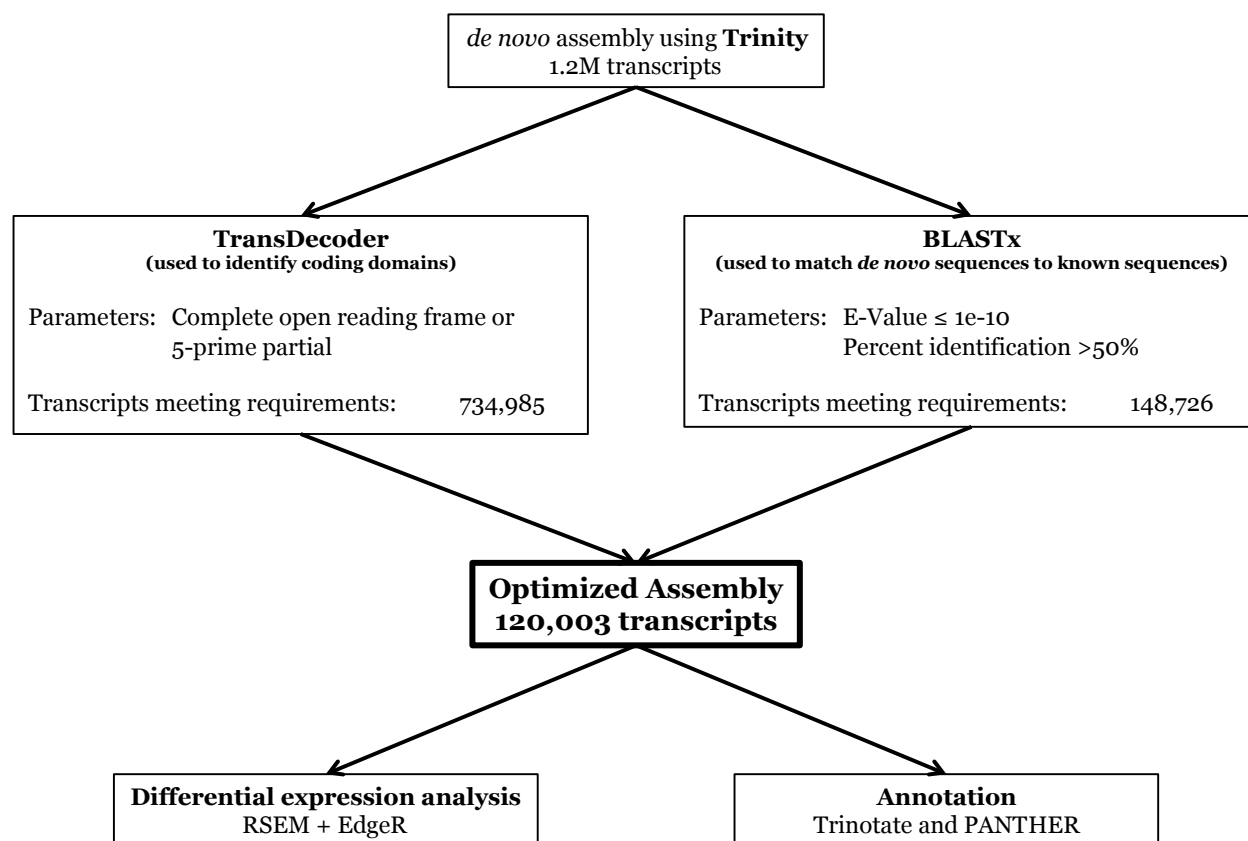 de novo assembly using Trinity
1.2M transcripts
TransDecoder
(used to identify coding domains)
Parameters: Complete open reading frame or
5-prime partial
Transcripts meeting requirements: 734,985
BLASTx
(used to match de novo sequences to known sequences)
Parameters: E-Value ≤ 1e-10
Percent identification >50%
Transcripts meeting requirements: 148,726
Optimized Assembly
120,003 transcripts
Differential expression analysis
RSEM + EdgeR
Annotation
Trinotate and PANTHER